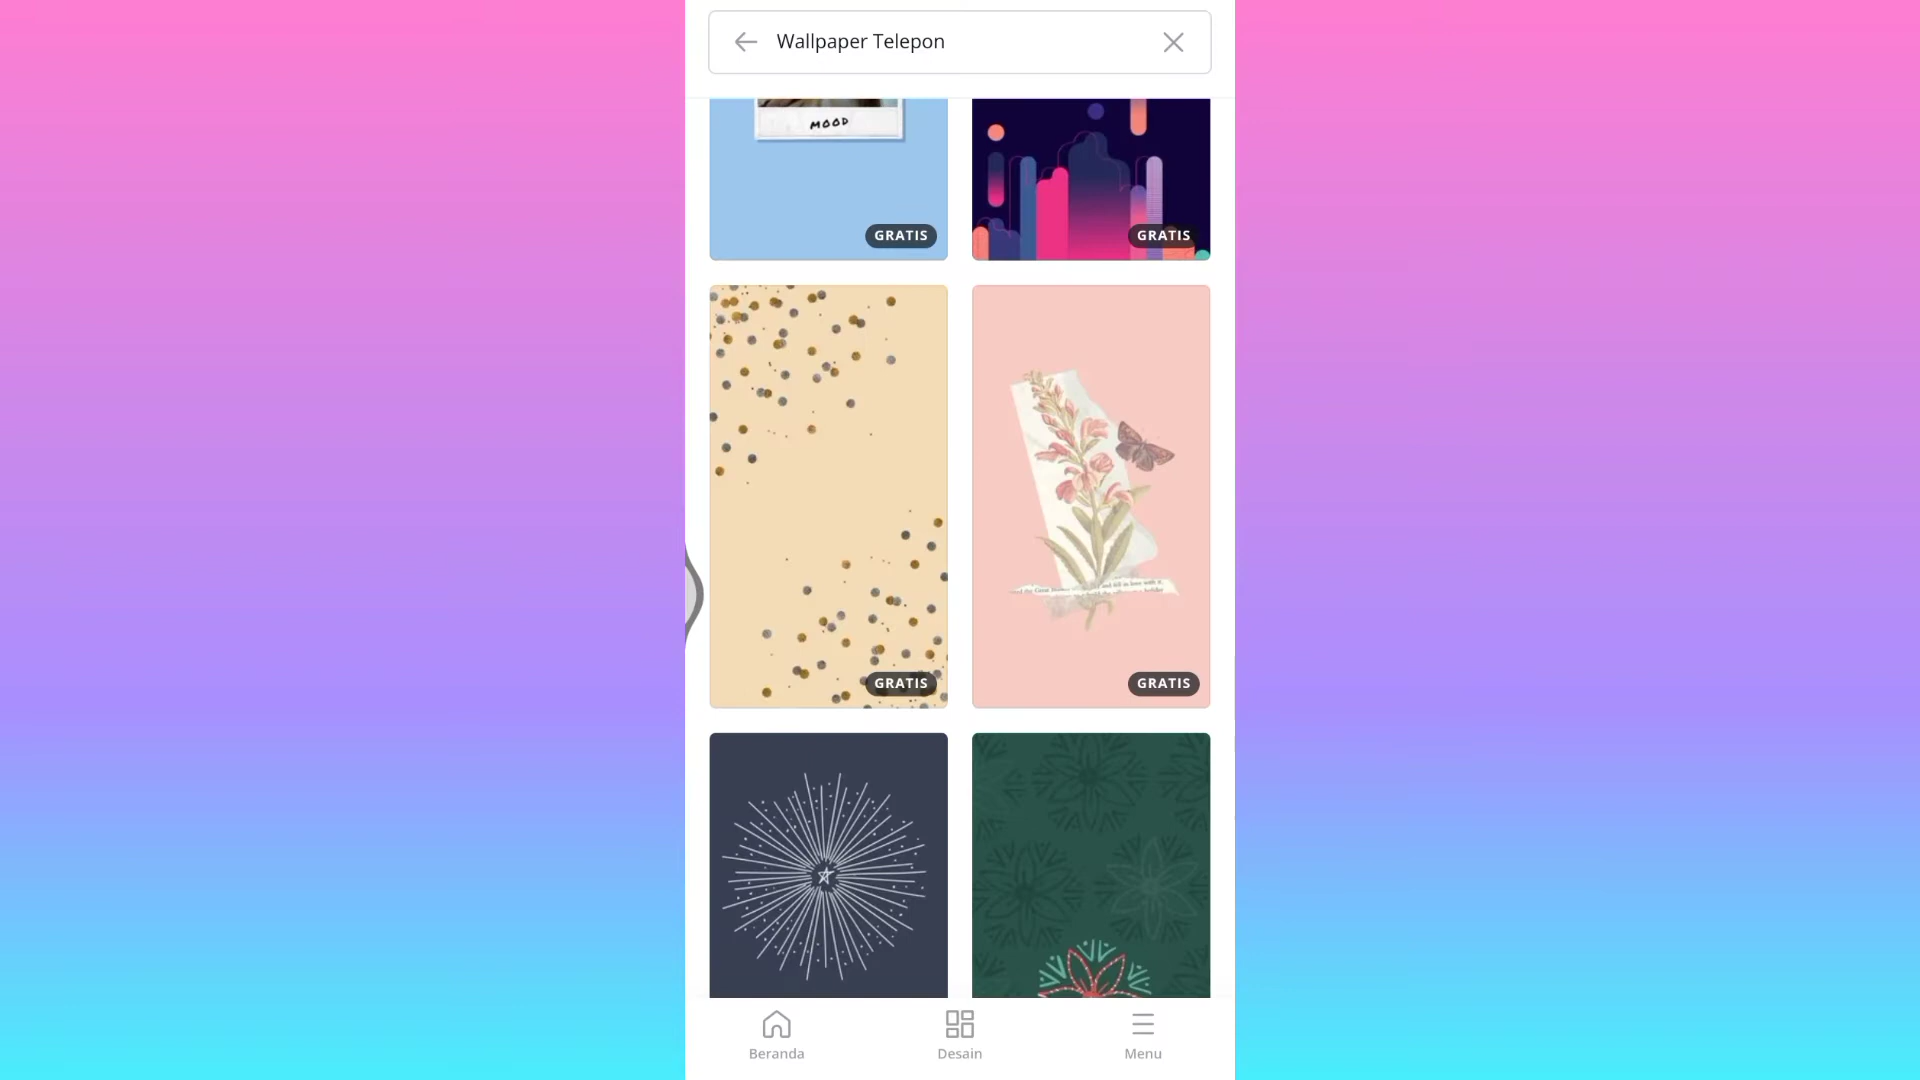 Wallpaper Telepon
MOOD
GRATIS
GRATIS
GRATIS
GRATIS
Beranda
Desain
Menu